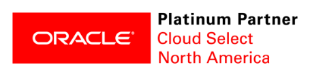 ORACLE®
Platinum Partner
Cloud Select
North America